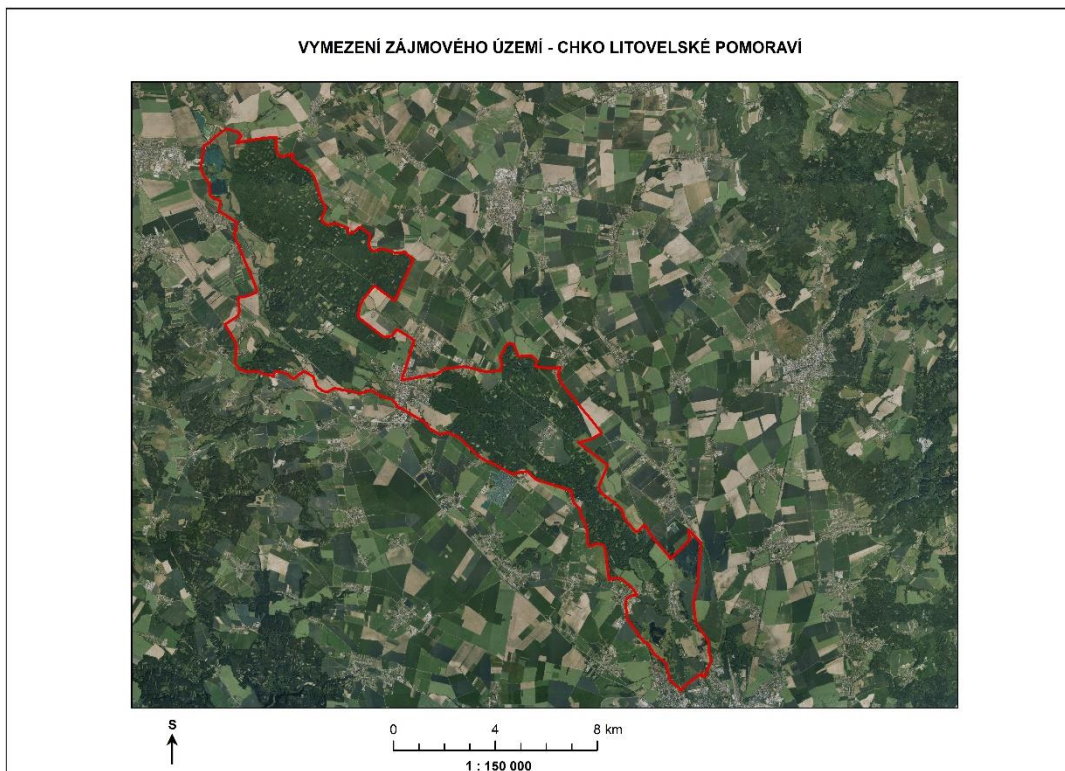 VYMEZENÍ ZÁJMOVÉHO ÚZEMÍ - CHKO LITOVELSKÉ POMORAVÍ
S
0 4 8 km
1 : 150 000